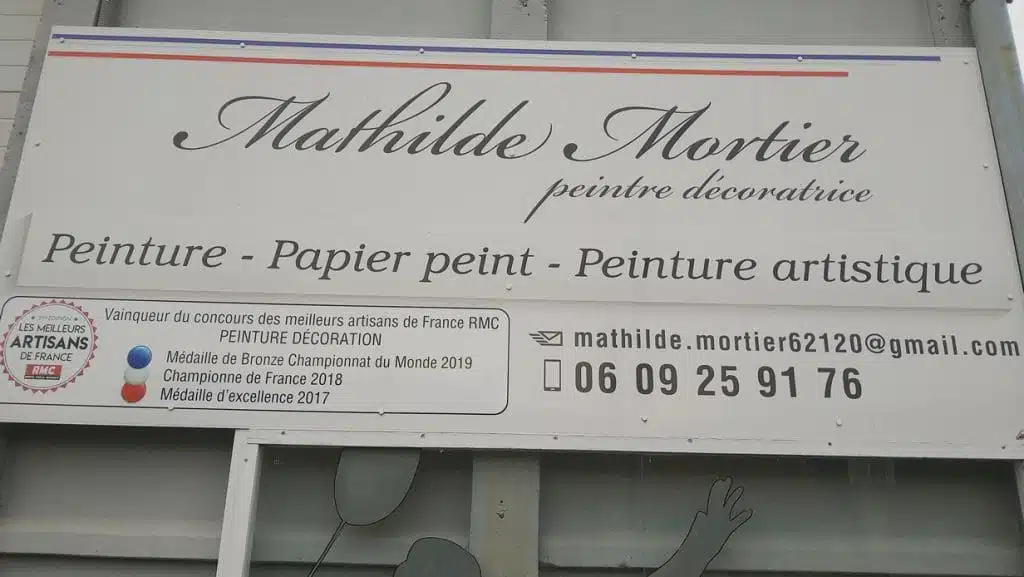 Mathilde Mortier
peintre décoratrice
Peinture - Papier peint - Peinture artistique
LES MEILLEURS
ARTISANS
DE FRANCE
RMC
Vainqueur du concours des meilleurs artisans de France RMC
PEINTURE DÉCORATION
Médaille de Bronze Championnat du Monde 2019
Championne de France 2018
Médaille d'excellence 2017
mathilde.mortier62120@gmail.com
06 09 25 91 76